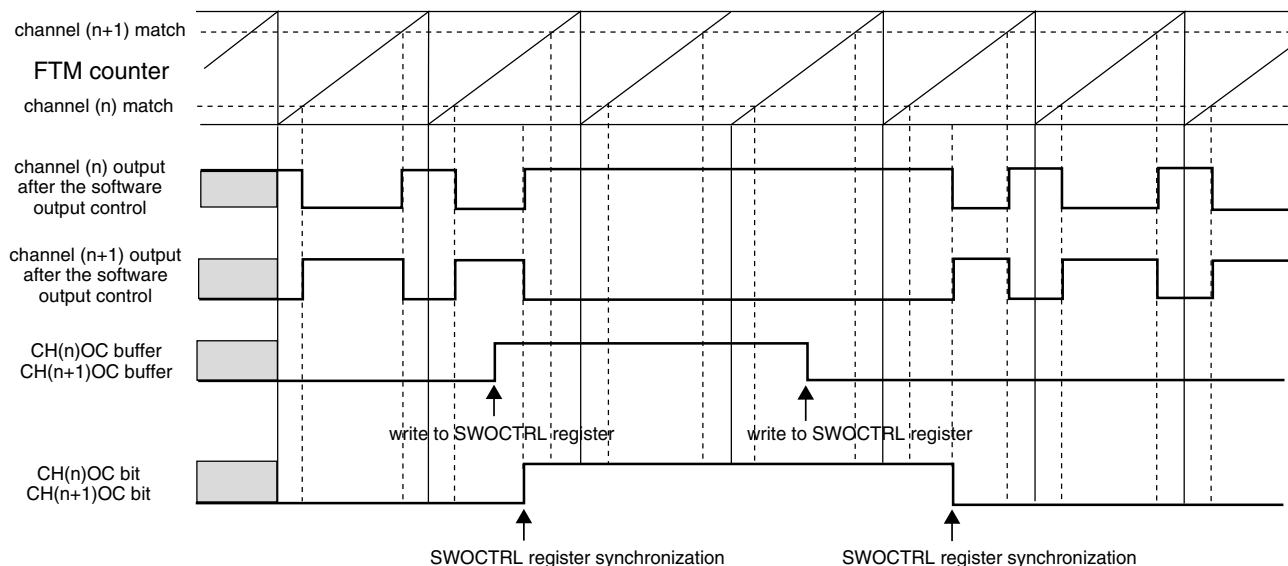 channel (n+1) match
FTM counter
channel (n) match
channel (n) output
after the software
output control
channel (n+1) output
after the software
output control
CH(n)OC buffer
CH(n+1)OC buffer
write to SWOCTRL register
write to SWOCTRL register
CH(n)OC bit
CH(n+1)OC bit
SWOCTRL register synchronization
SWOCTRL register synchronization